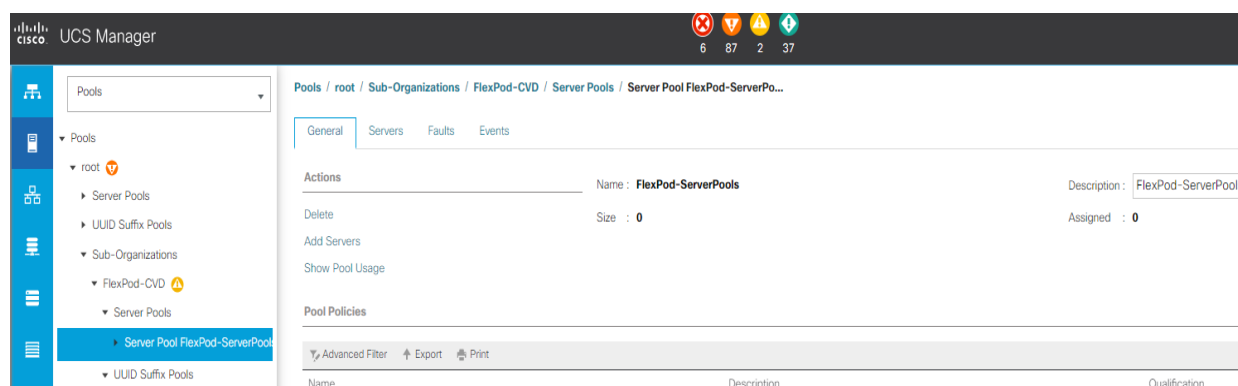 cisco. UCS Manager
6 87 2 37
Pools
Pools / root / Sub-Organizations / FlexPod-CVD / Server Pools / Server Pool FlexPod-ServerPo...
General Servers Faults Events
Pools
root
Server Pools
UUID Suffix Pools
Sub-Organizations
FlexPod-CVD
Server Pools
Server Pool FlexPod-ServerPools
UUID Suffix Pools
Actions
Delete
Add Servers
Show Pool Usage
Name : FlexPod-ServerPools
Size : 0
Description : FlexPod-ServerPool
Assigned : 0
Pool Policies
Advanced Filter Export Print
Name Description Qualification